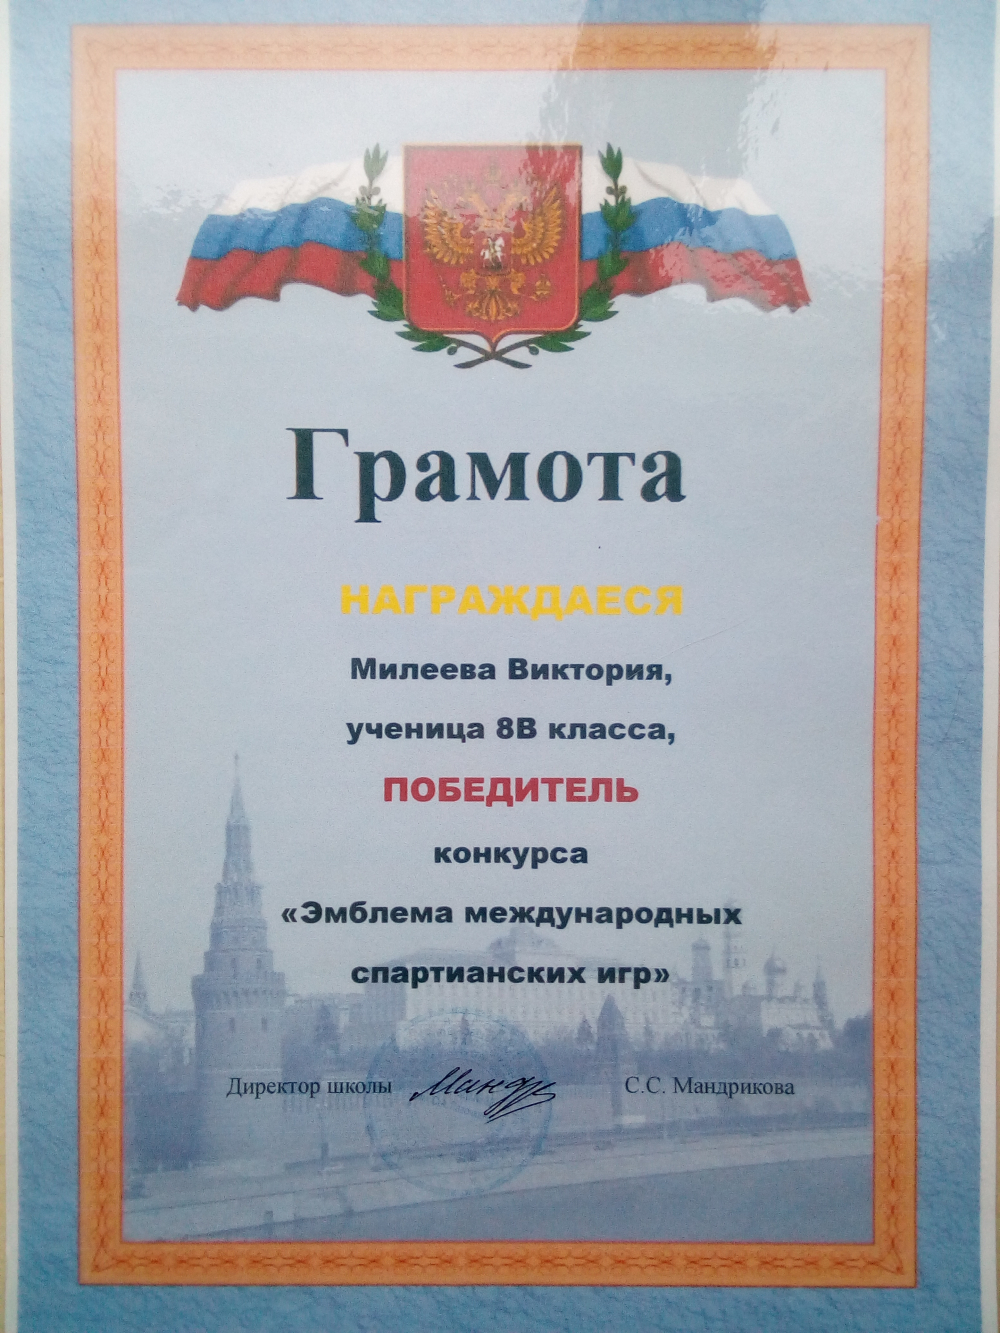 Грамота
НАГРАЖДАЕСЯ
Милеева Виктория,
ученица 8В класса,
ПОБЕДИТЕЛЬ
конкурса
«Эмблема международных
спартианских игр»
Директор школы С.С. Мандрикова